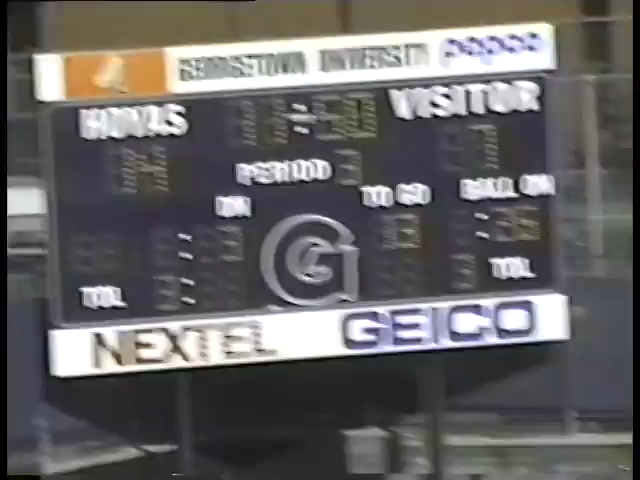 GEORGETOWN UNIVERSITY pepco
HOYAS VISITOR
PERIOD
DN TO GO BALL ON
G
TOL TOL
NEXTEL GEICO